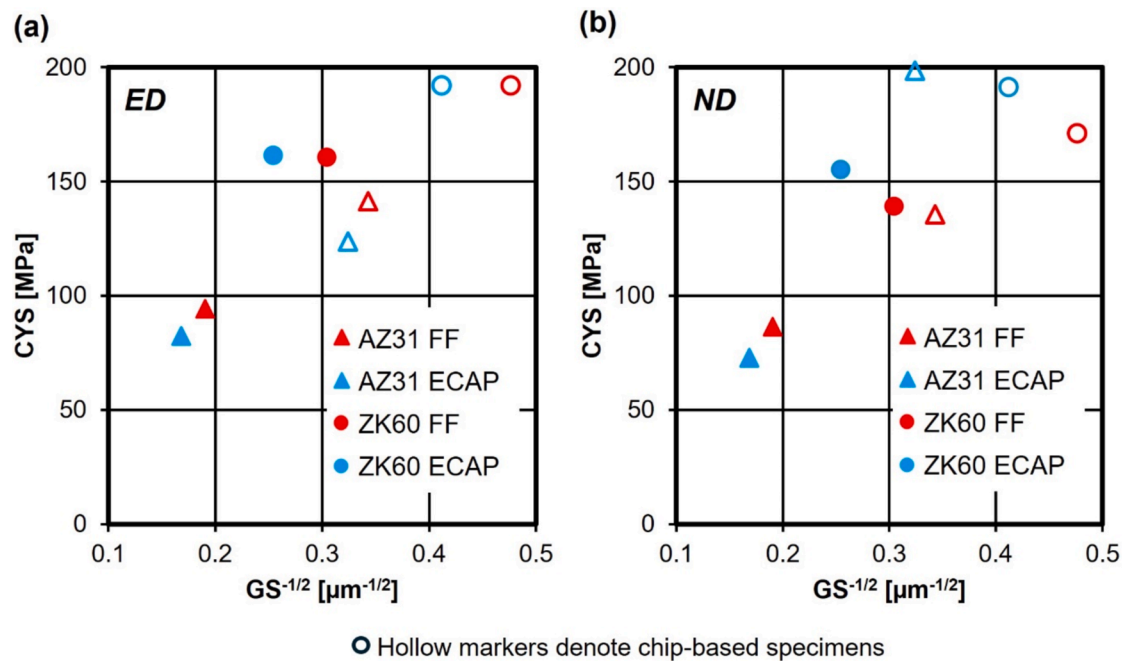 (a)
ED
CYS [MPa]
200
150
100
50
0
0.1 0.2 0.3 0.4 0.5
GS-1/2 [µm-1/2]
AZ31 FF
AZ31 ECAP
ZK60 FF
ZK60 ECAP
(b)
ND
CYS [MPa]
200
150
100
50
0
0.1 0.2 0.3 0.4 0.5
GS-1/2 [µm-1/2]
AZ31 FF
AZ31 ECAP
ZK60 FF
ZK60 ECAP
Hollow markers denote chip-based specimens